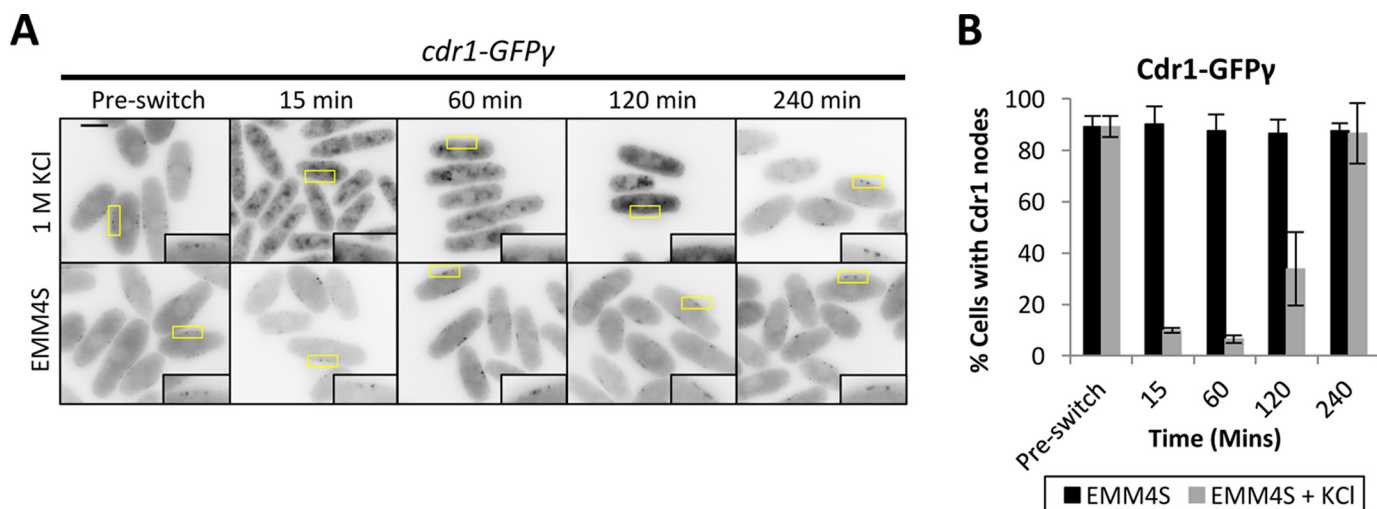 A
cdr1-GFPγ
Pre-switch 15 min 60 min 120 min 240 min
1 M KCl
EMM4S
B
Cdr1-GFPγ
% Cells with Cdr1 nodes
100
80
60
40
20
0
Pre-switch 15 60 120 240
Time (Mins)
EMM4S EMM4S + KCl